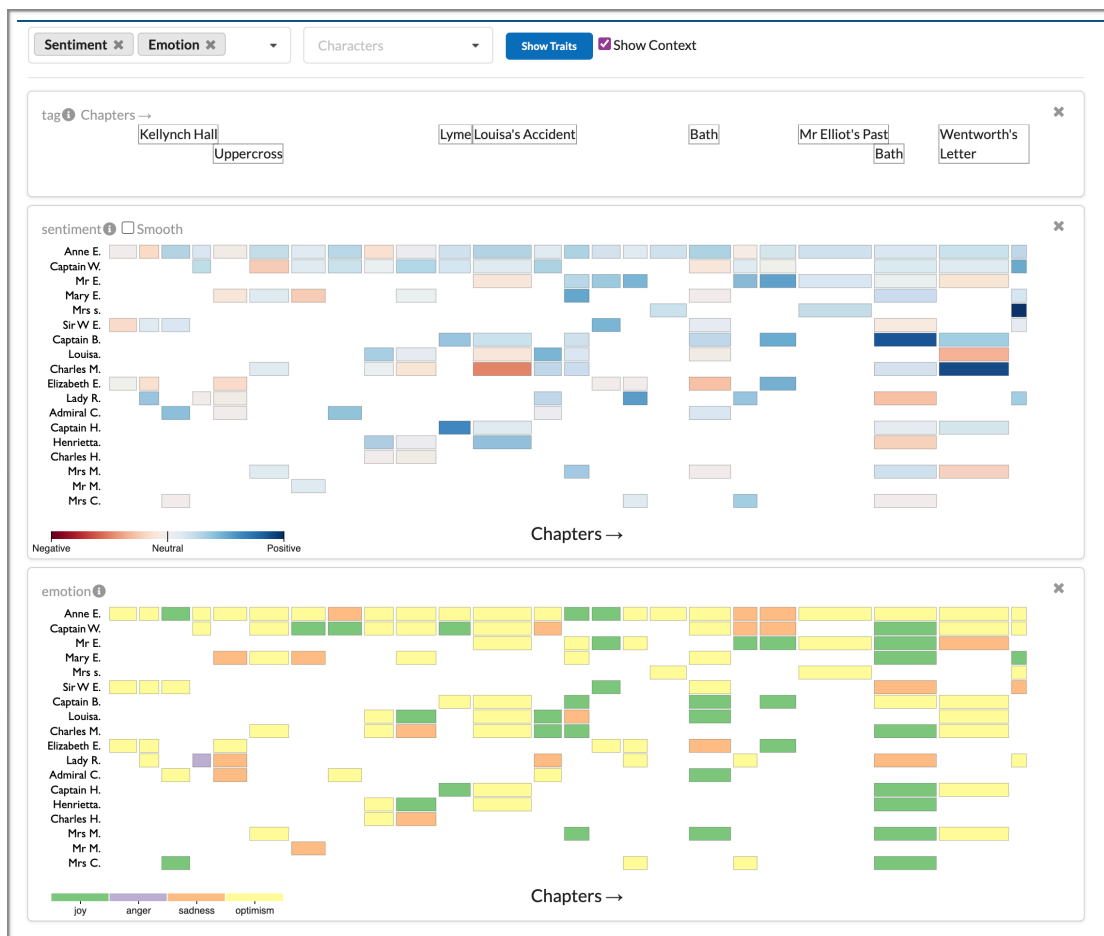 Sentiment ✖ Emotion ✖ Characters Show Traits Show Context
tag Chapters →
Kellynch Hall Lyme Louisa's Accident Bath Mr Elliot's Past Wentworth's
Uppercross Bath Letter
sentiment Smooth
Anne E.
Captain W.
Mr E.
Mary E.
Mrs s.
Sir W E.
Captain B.
Louisa.
Charles M.
Elizabeth E.
Lady R.
Admiral C.
Captain H.
Henrietta.
Charles H.
Mrs M.
Mr M.
Mrs C.
Chapters →
Negative Neutral Positive
emotion
Anne E.
Captain W.
Mr E.
Mary E.
Mrs s.
Sir W E.
Captain B.
Louisa.
Charles M.
Elizabeth E.
Lady R.
Admiral C.
Captain H.
Henrietta.
Charles H.
Mrs M.
Mr M.
Mrs C.
Chapters →
joy anger sadness optimism